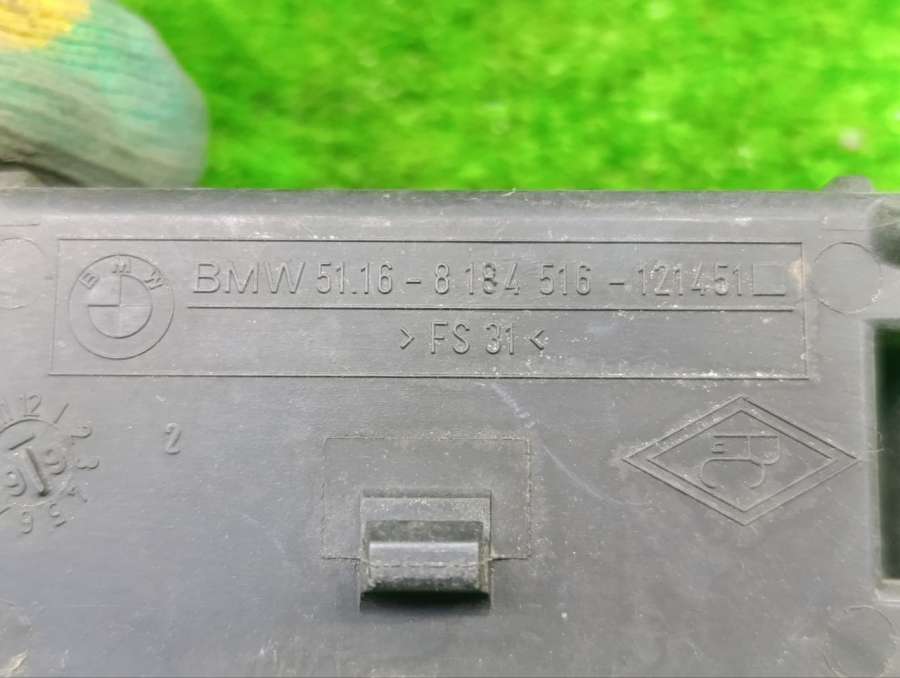 BMW
BMW 51.16 - 8 184 516 - 121451
> FS 31 <
2